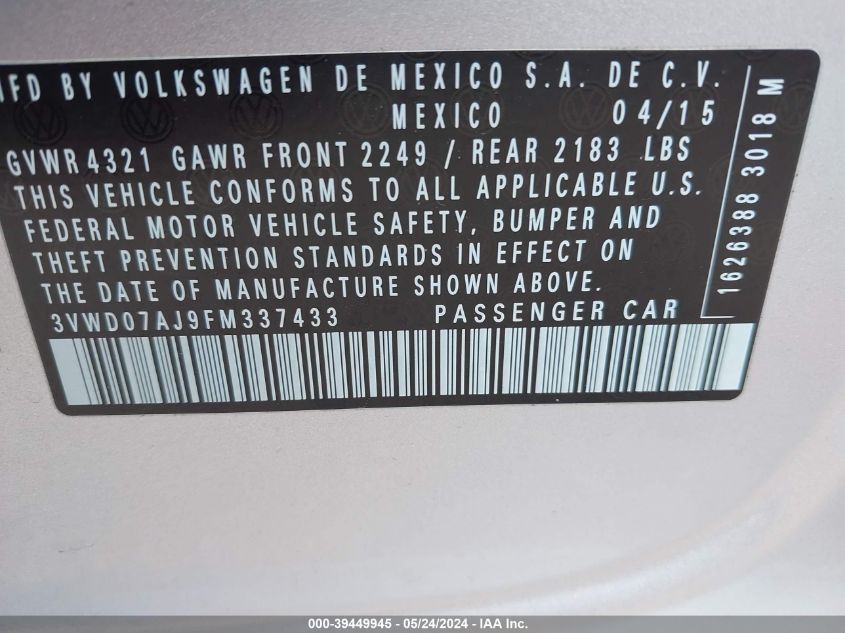 MFD BY VOLKSWAGEN DE MEXICO S.A. DE C.V.
MEXICO 04/15
GVWR 4321 GAWR FRONT 2249 / REAR 2183 LBS
THIS VEHICLE CONFORMS TO ALL APPLICABLE U.S.
FEDERAL MOTOR VEHICLE SAFETY, BUMPER AND
THEFT PREVENTION STANDARDS IN EFFECT ON
THE DATE OF MANUFACTURE SHOWN ABOVE.
3VWD07AJ9FM337433 PASSENGER CAR
1626388 3018 M
000-39449945 - 05/24/2024 - IAA Inc.